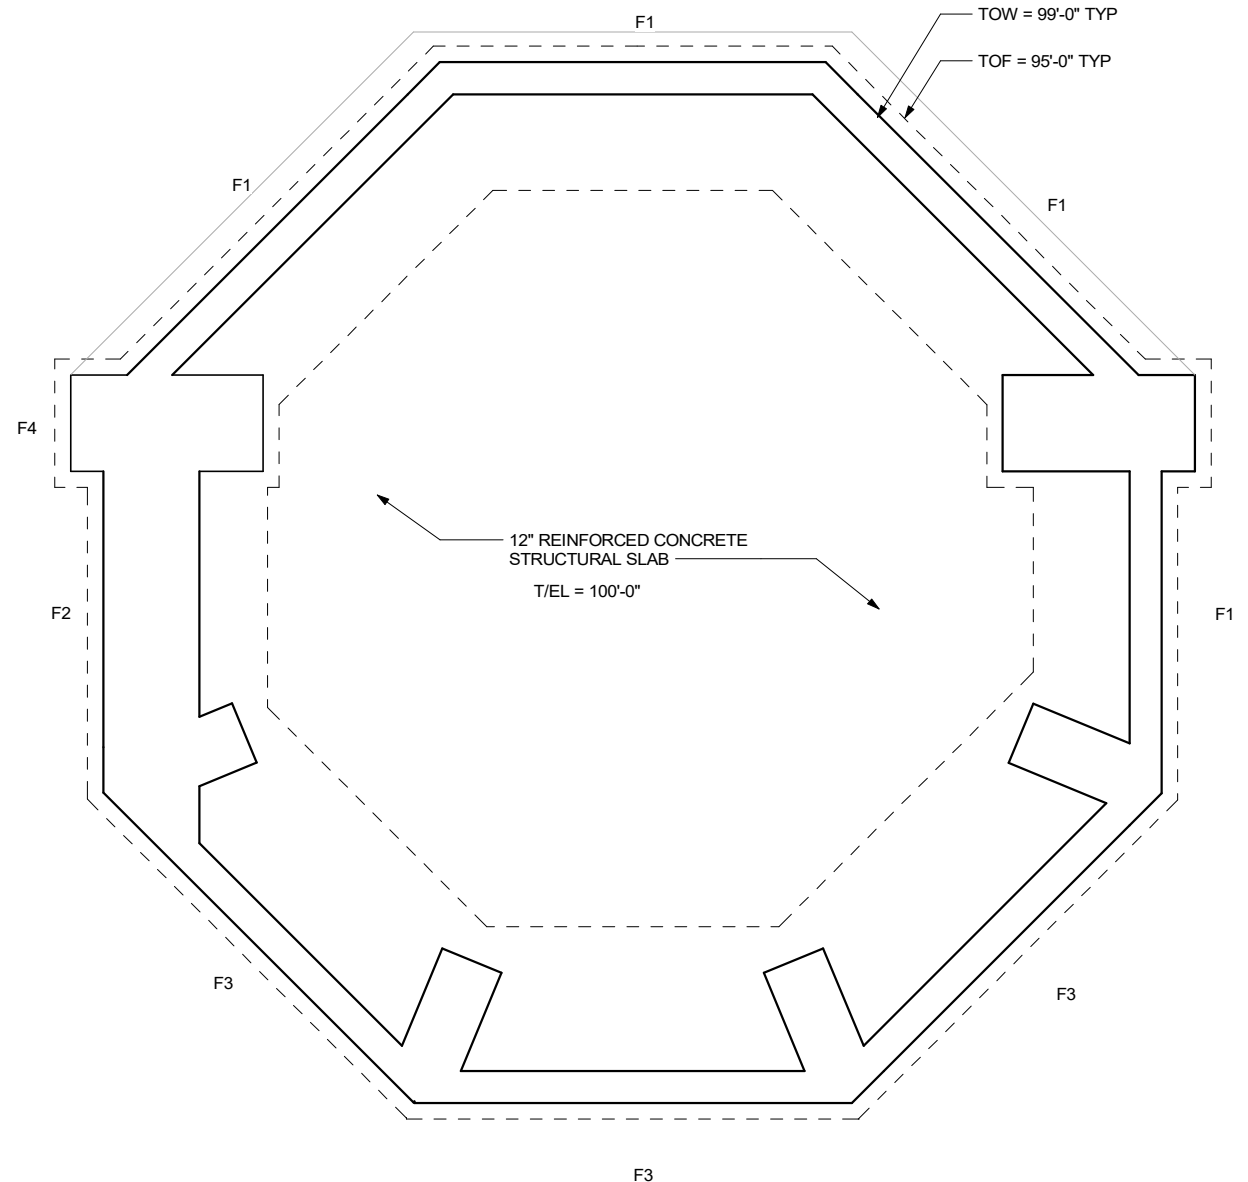 F1
TOW = 99'-0" TYP
TOF = 95'-0" TYP
F1
F1
F4
12" REINFORCED CONCRETE
STRUCTURAL SLAB
T/EL = 100'-0"
F2
F1
F3
F3
F3